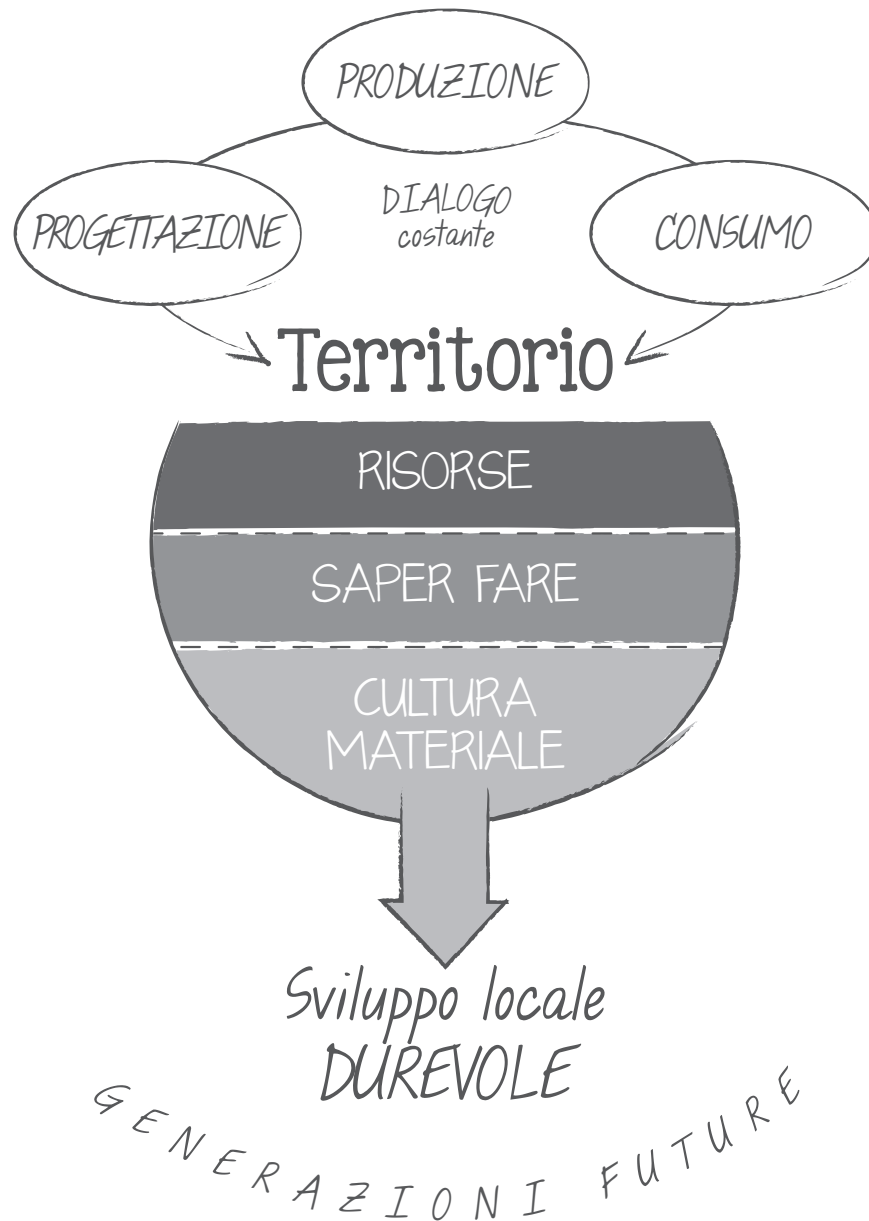 PRODUZIONE
PROGETTAZIONE
DIALOGO
costante
CONSUMO
Territorio
RISORSE
SAPER FARE
CULTURA
MATERIALE
Sviluppo locale
DUREVOLE
GENERAZIONI FUTURE